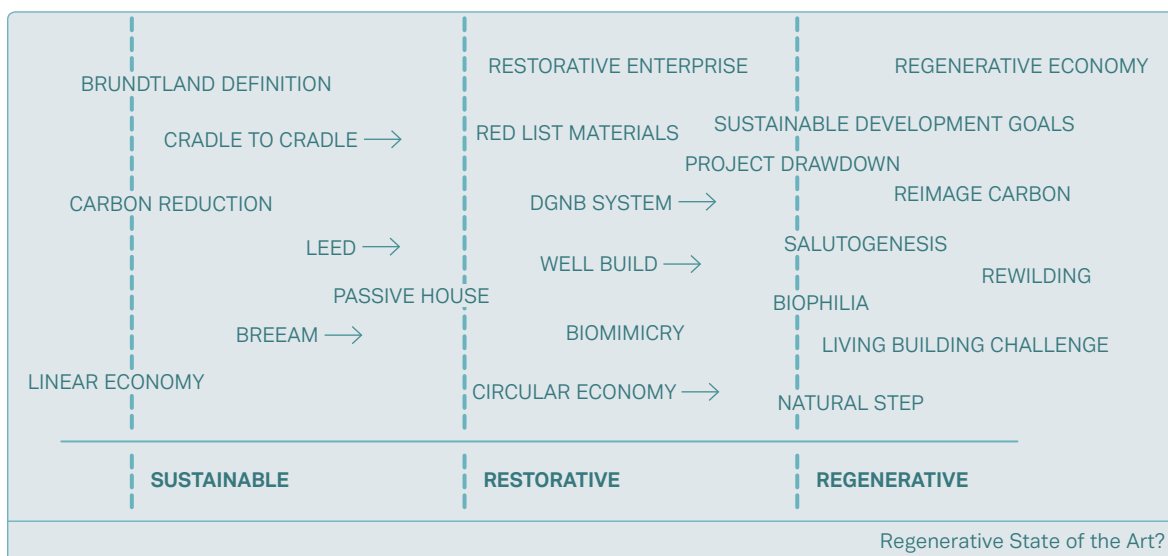 RESTORATIVE ENTERPRISE
REGENERATIVE ECONOMY
BRUNDTLAND DEFINITION
CRADLE TO CRADLE →
RED LIST MATERIALS
SUSTAINABLE DEVELOPMENT GOALS
PROJECT DRAWDOWN
CARBON REDUCTION
DGNB SYSTEM →
REIMAGE CARBON
LEED →
SALUTOGENESIS
WELL BUILD →
REWILDING
PASSIVE HOUSE
BIOPHILIA
BREEAM →
BIOMIMICRY
LIVING BUILDING CHALLENGE
LINEAR ECONOMY
CIRCULAR ECONOMY →
NATURAL STEP
SUSTAINABLE
RESTORATIVE
REGENERATIVE
Regenerative State of the Art?